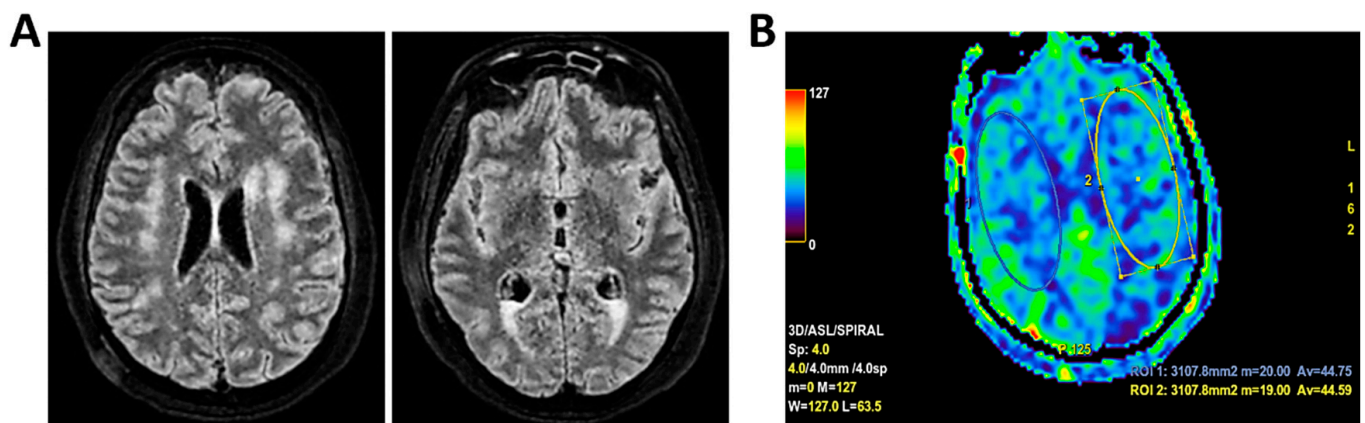 A
B
127
0
2
L
1
6
2
3D/ASL/SPIRAL
Sp: 4.0
4.0/4.0mm /4.0sp
m=0 M=127
W=127.0 L=63.5
P 125
ROI 1: 3107.8mm2 m=20.00 Av=44.75
ROI 2: 3107.8mm2 m=19.00 Av=44.59